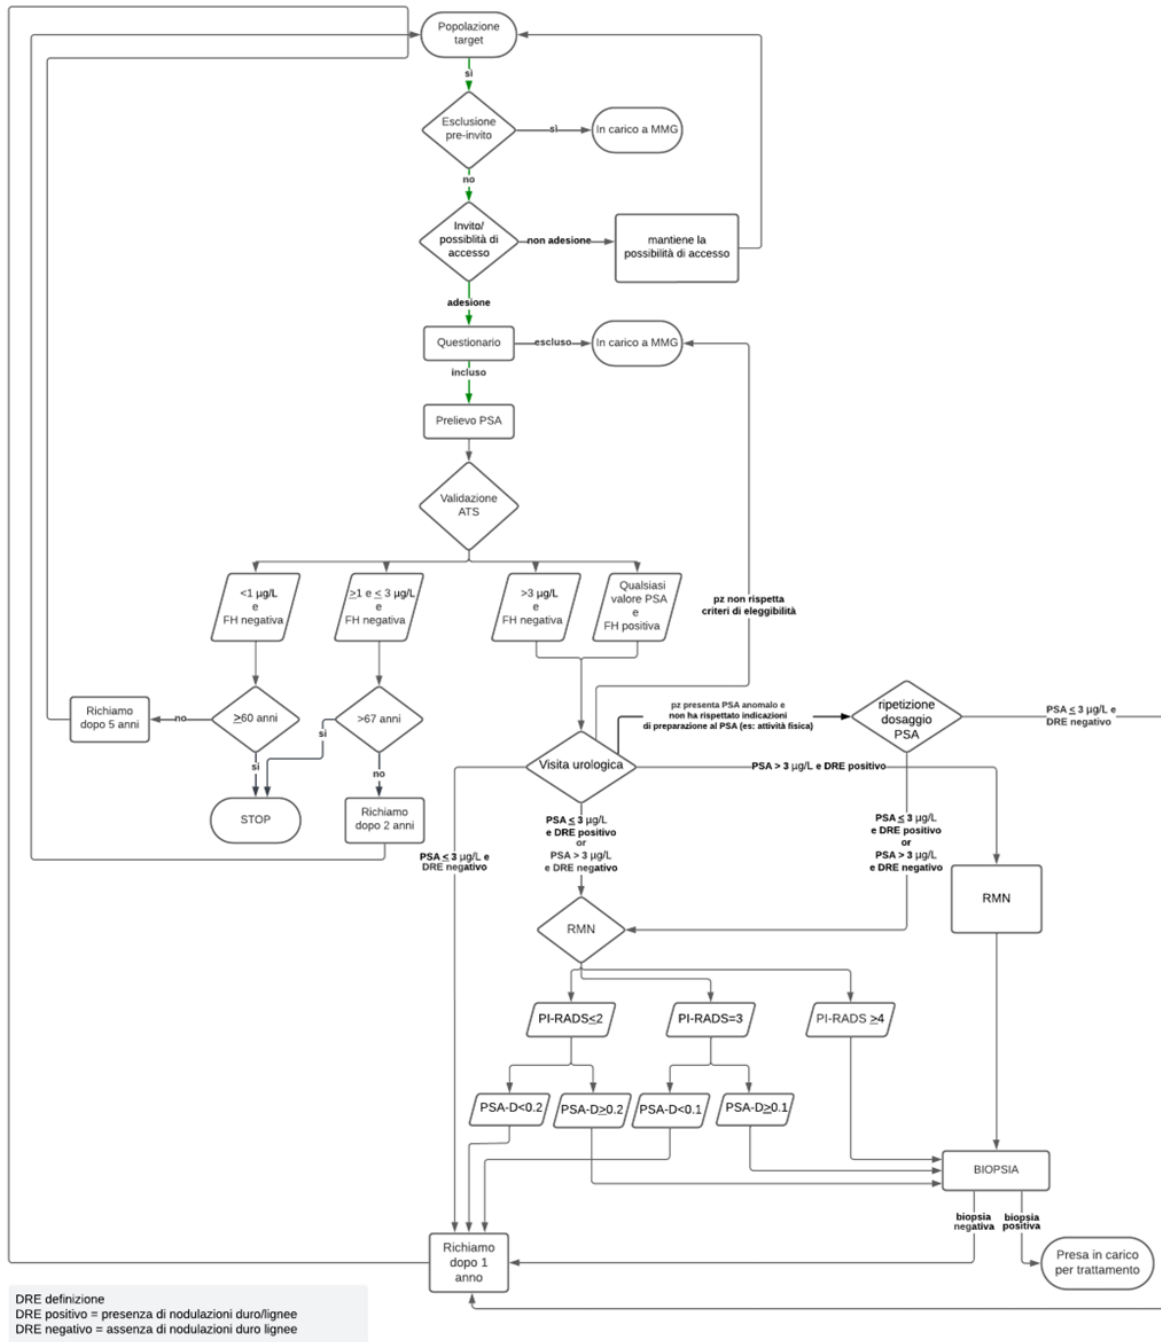 Popolazione
target
sì
Esclusione
pre-invito
sì
In carico a MMG
no
Invito/
possiblità di
accesso
non adesione
mantiene la
possibilità di accesso
adesione
Questionario
escluso
In carico a MMG
incluso
Prelievo PSA
Validazione
ATS
<1 µg/L
e
FH negativa
≥1 e ≤ 3 µg/L
e
FH negativa
>3 µg/L
e
FH negativa
Qualsiasi
valore PSA
e
FH positiva
pz non rispetta
criteri di eleggibilità
Richiamo
dopo 5 anni
no
≥60 anni
>67 anni
sì
sì
no
STOP
Richiamo
dopo 2 anni
pz presenta PSA anomalo e
non ha rispettato indicazioni
di preparazione al PSA (es: attività fisica)
ripetizione
dosaggio
PSA
PSA ≤ 3 µg/L e
DRE negativo
Visita urologica
PSA > 3 µg/L e DRE positivo
PSA ≤ 3 µg/L e
DRE negativo
PSA ≤ 3 µg/L
e DRE positivo
or
PSA > 3 µg/L
e DRE negativo
PSA ≤ 3 µg/L
e DRE positivo
or
PSA > 3 µg/L
e DRE negativo
RMN
RMN
PI-RADS≤2
PI-RADS=3
PI-RADS ≥4
PSA-D<0.2
PSA-D≥0.2
PSA-D<0.1
PSA-D≥0.1
BIOPSIA
biopsia
negativa
biopsia
positiva
Richiamo
dopo 1
anno
Presa in carico
per trattamento
DRE definizione
DRE positivo = presenza di nodulazioni duro/lignee
DRE negativo = assenza di nodulazioni duro lignee